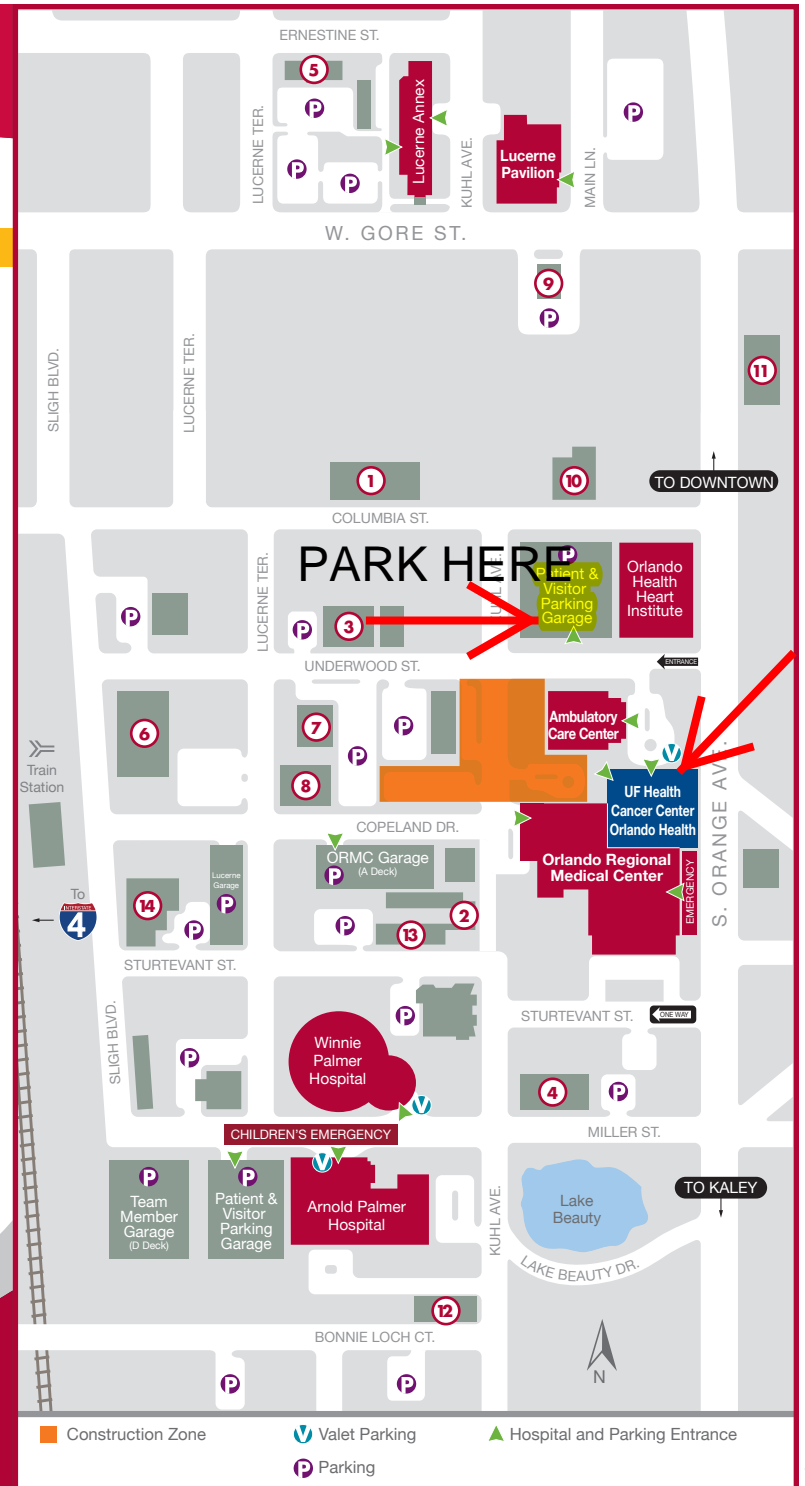 ERNESTINE ST.
5
P
LUCERNE TER.
P
P
Lucerne Annex
KUHL AVE.
Lucerne
Pavilion
MAIN LN.
P
W. GORE ST.
9
P
SLIGH BLVD.
LUCERNE TER.
11
1
10
TO DOWNTOWN
COLUMBIA ST.
PARK HERE
P
LUCERNE TER.
P
3
P
Patient &
Visitor
Parking
Garage
Orlando
Health
Heart
Institute
UNDERWOOD ST.
ENTRANCE
6
7
P
P
8
Ambulatory
Care Center
V
UF Health
Cancer Center
Orlando Health
S. ORANGE AVE.
Train
Station
COPELAND DR.
ORMC Garage
(A Deck)
P
Orlando Regional
Medical Center
EMERGENCY
To
INTERSTATE
4
14
Lucerne
Garage
P
P
P
2
13
STURTEVANT ST.
STURTEVANT ST.
ONE WAY
SLIGH BLVD.
P
P
Winnie
Palmer
Hospital
V
4
P
MILLER ST.
CHILDREN'S EMERGENCY
P
Team
Member
Garage
(D Deck)
P
Patient &
Visitor
Parking
Garage
V
Arnold Palmer
Hospital
KUHL AVE.
Lake
Beauty
TO KALEY
LAKE BEAUTY DR.
12
BONNIE LOCH CT.
P
P
N
Construction Zone
V Valet Parking
Hospital and Parking Entrance
P Parking